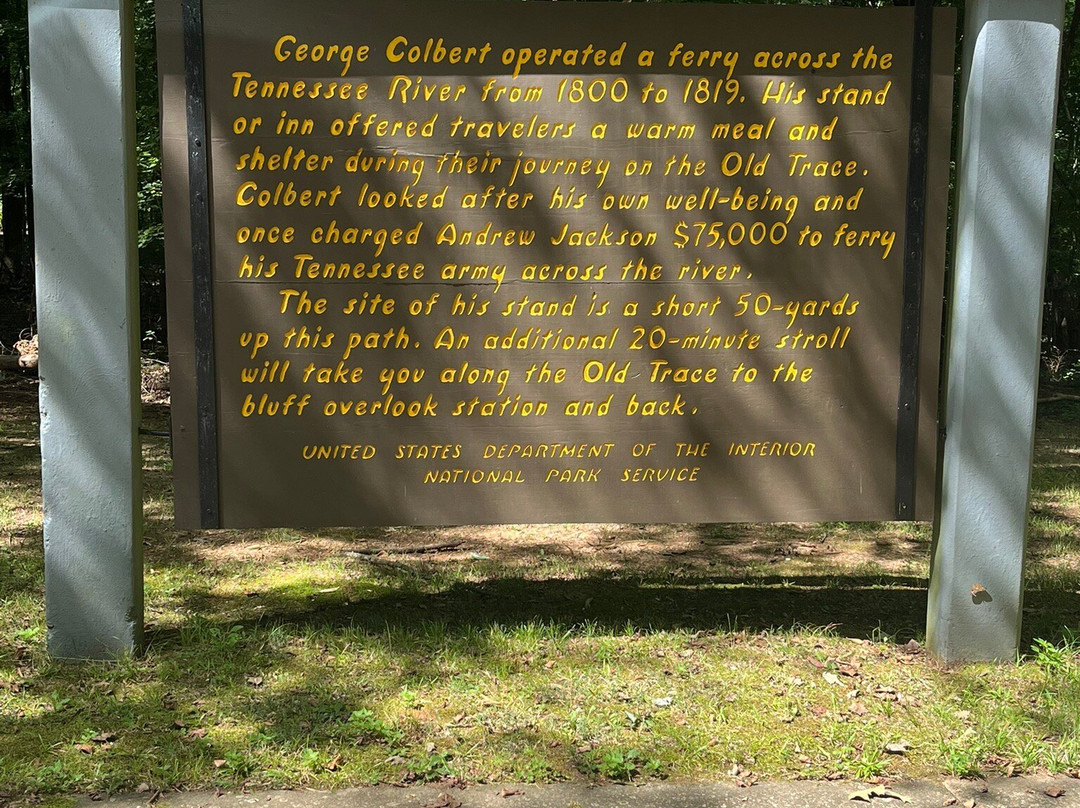 George Colbert operated a ferry across the
Tennessee River from 1800 to 1819. His stand
or inn offered travelers a warm meal and
shelter during their journey on the Old Trace.
Colbert looked after his own well-being and
once charged Andrew Jackson $75,000 to ferry
his Tennessee army across the river.
The site of his stand is a short 50-yards
up this path. An additional 20-minute stroll
will take you along the Old Trace to the
bluff overlook station and back.
UNITED STATES DEPARTMENT OF THE INTERIOR
NATIONAL PARK SERVICE